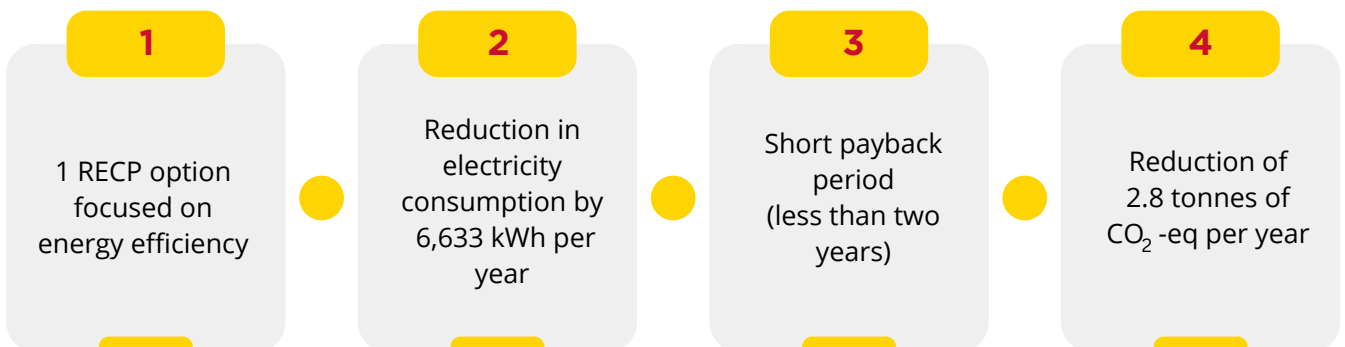 1
1 RECP option
focused on
energy efficiency
2
Reduction in
electricity
consumption by
6,633 kWh per
year
3
Short payback
period
(less than two
years)
4
Reduction of
2.8 tonnes of
CO₂ -eq per year